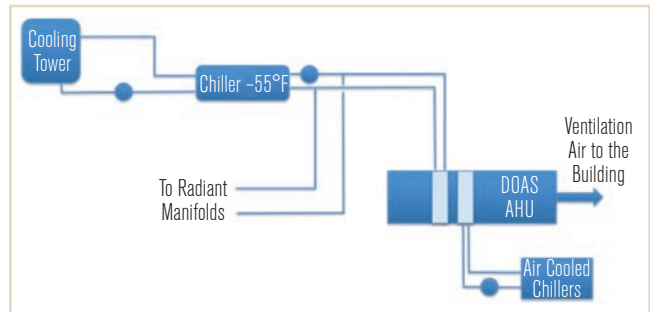 Cooling
Tower
Chiller –55°F
To Radiant
Manifolds
Ventilation
Air to the
Building
DOAS
AHU
Air Cooled
Chillers